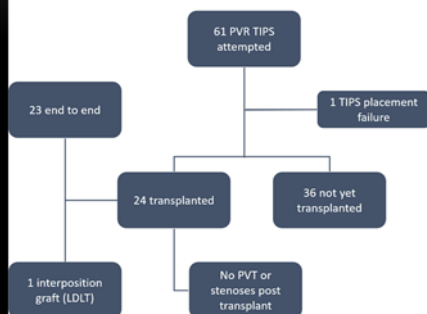 61 PVR TIPS
attempted
23 end to end
1 TIPS placement
failure
24 transplanted
36 not yet
transplanted
1 interposition
graft (LDLT)
No PVT or
stenoses post
transplant